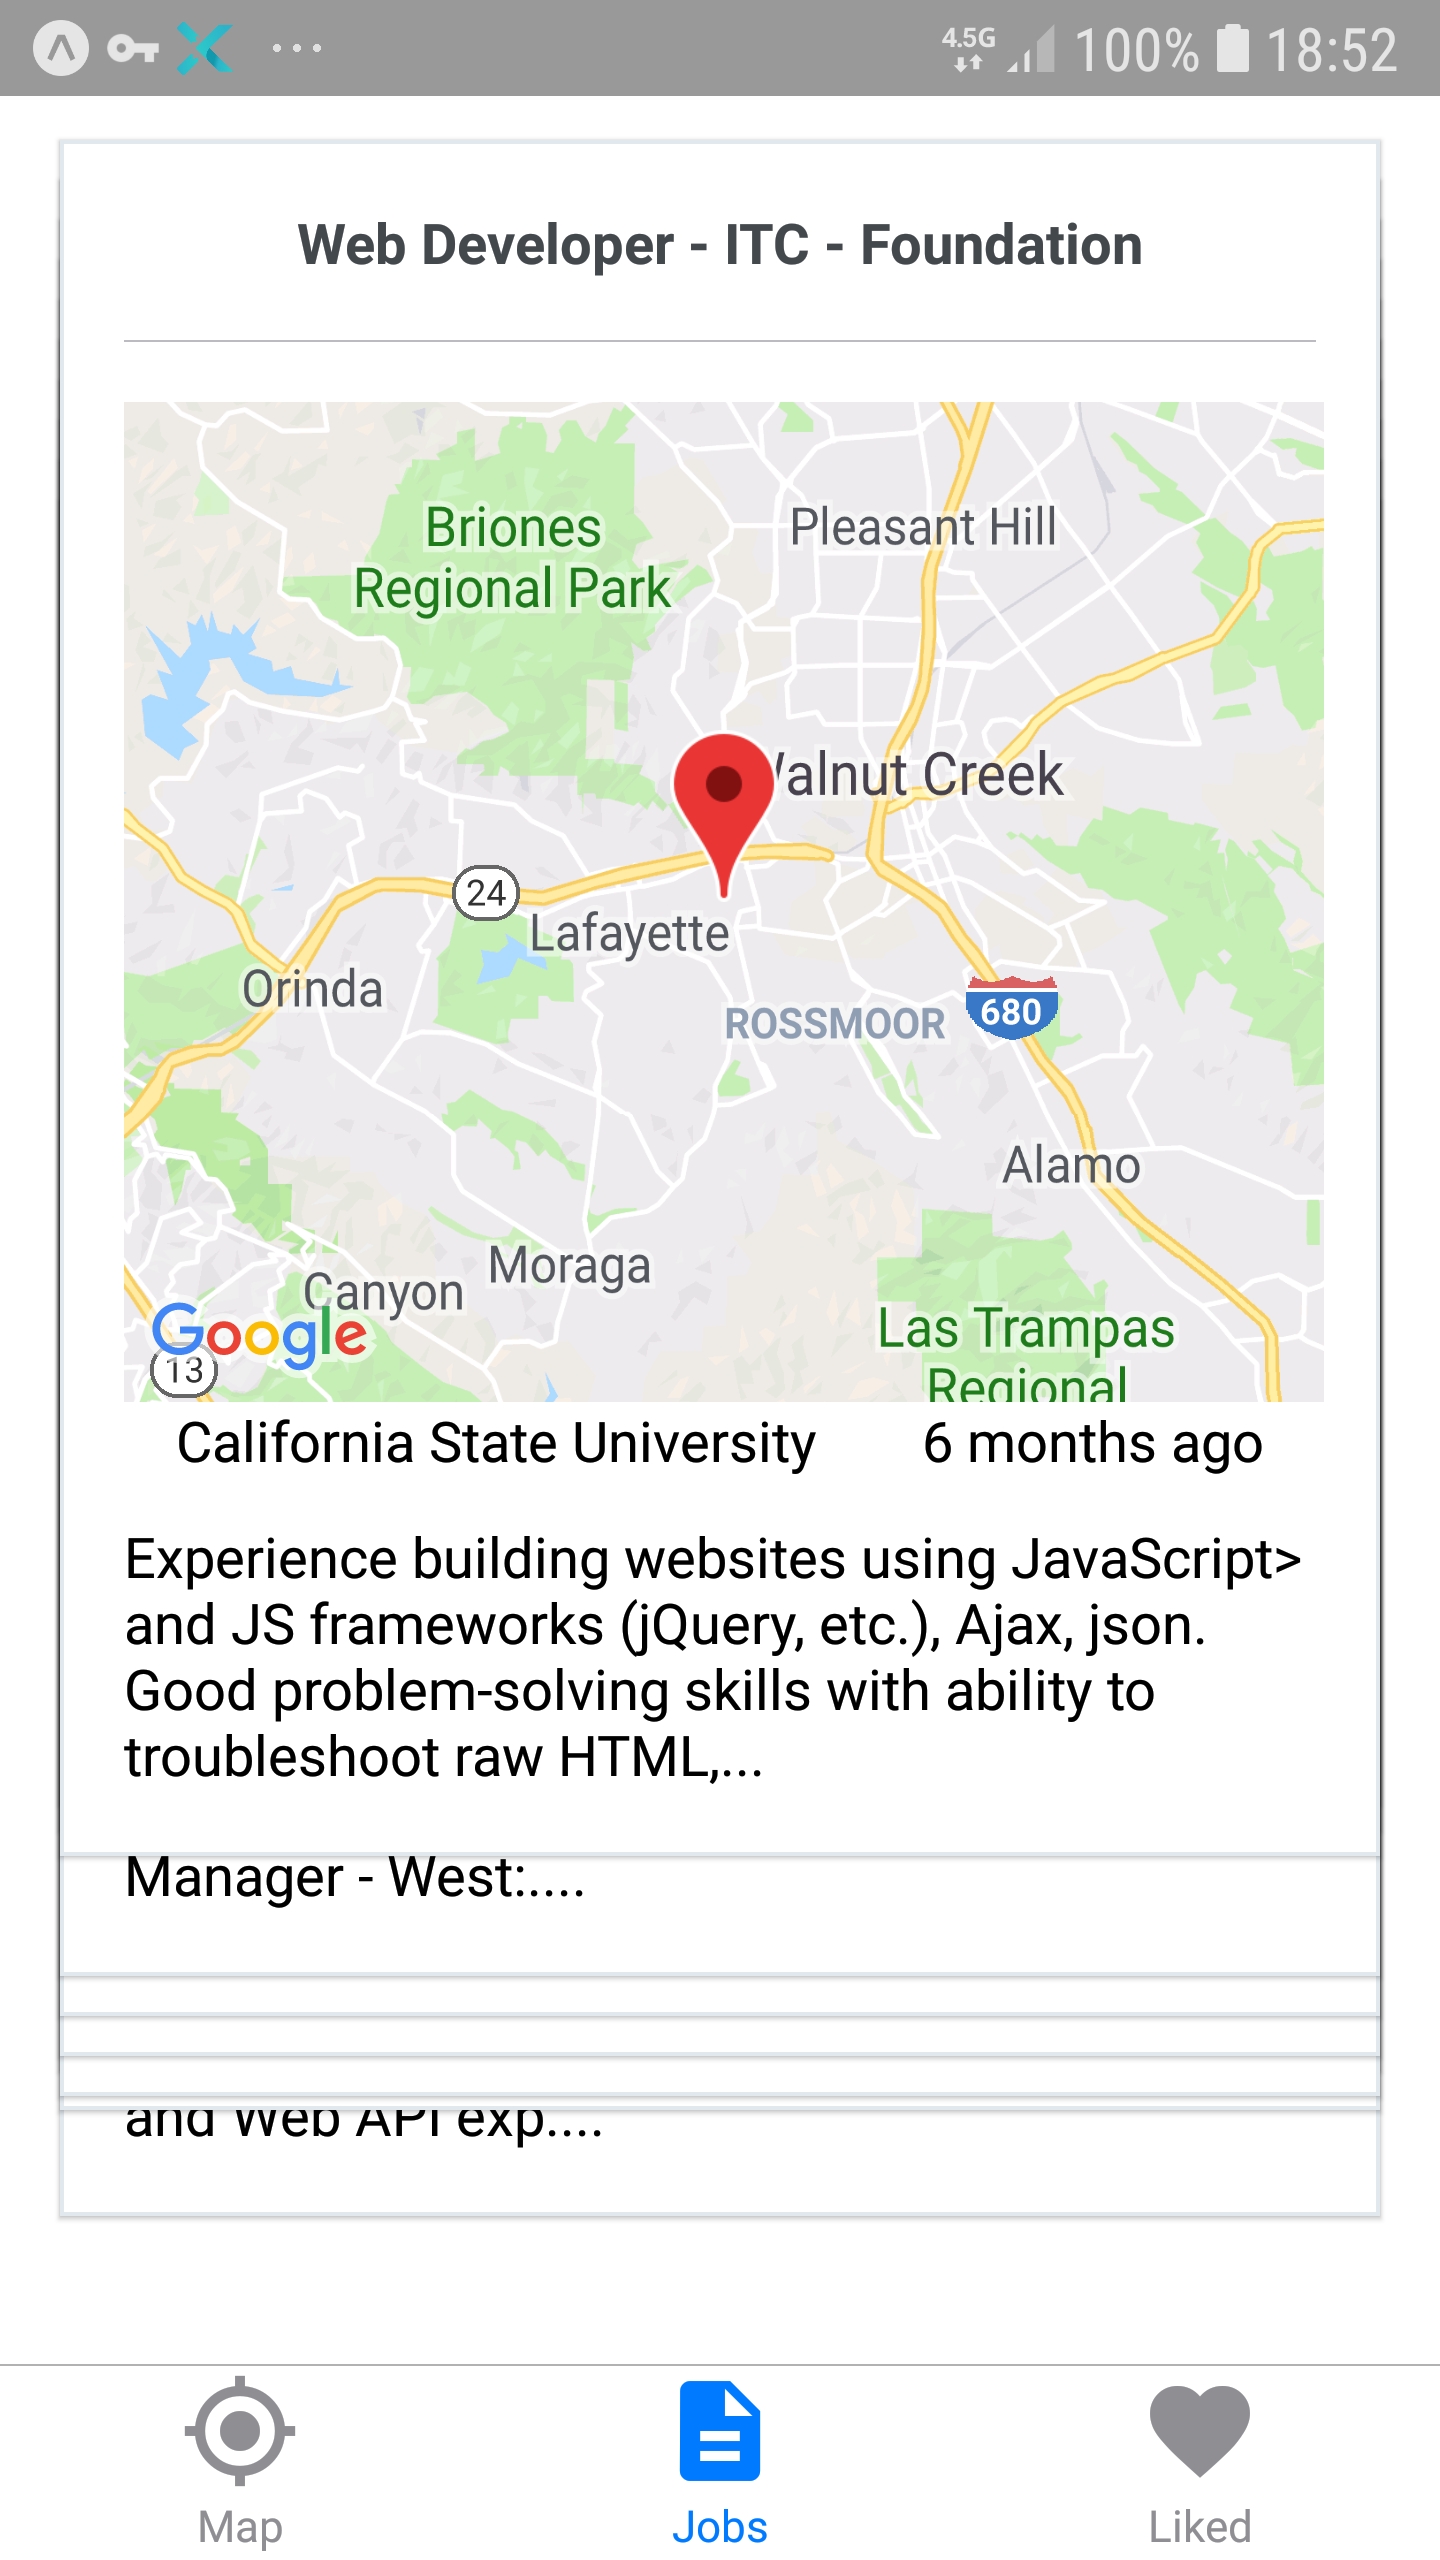 4.5G 100% 18:52
Web Developer - ITC - Foundation
Briones
Regional Park
Pleasant Hill
Walnut Creek
24
Lafayette
Orinda
ROSSMOOR
680
Alamo
Moraga
Canyon
Google
13
Las Trampas
Regional
California State University 6 months ago
Experience building websites using JavaScript>
and JS frameworks (jQuery, etc.), Ajax, json.
Good problem-solving skills with ability to
troubleshoot raw HTML,...
Manager - West:....
and Web API exp....
Map Jobs Liked